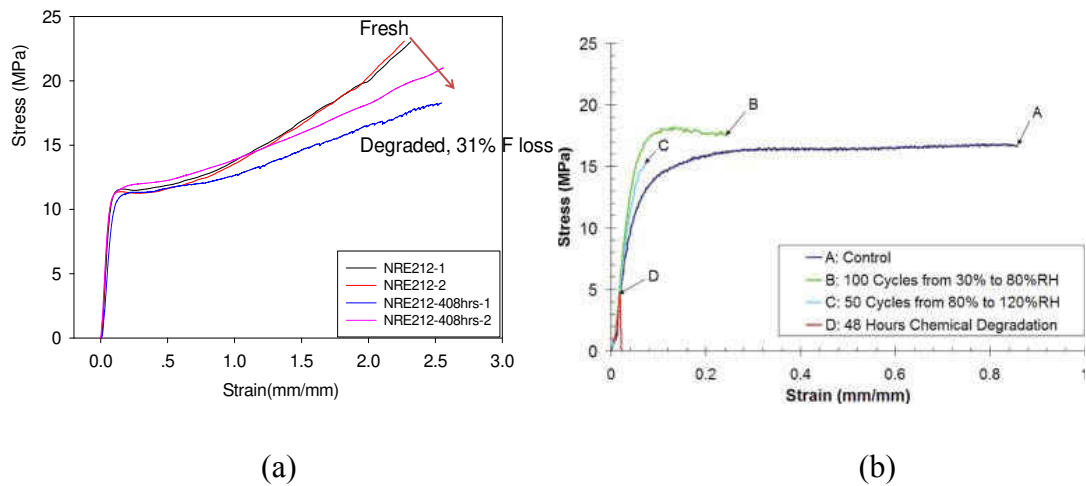 25
20
15
10
5
0
Stress (MPa)
Fresh
Degraded, 31% F loss
NRE212-1
NRE212-2
NRE212-408hrs-1
NRE212-408hrs-2
0.0 .5 1.0 1.5 2.0 2.5 3.0
Strain(mm/mm)
(a)
25
20
15
10
5
0
Stress (MPa)
B
A
C
D
A: Control
B: 100 Cycles from 30% to 80%RH
C: 50 Cycles from 80% to 120%RH
D: 48 Hours Chemical Degradation
0 0.2 0.4 0.6 0.8 1
Strain (mm/mm)
(b)